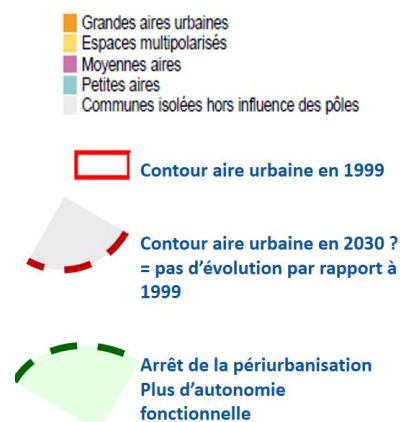 Grandes aires urbaines
Espaces multipolarisés
Moyennes aires
Petites aires
Communes isolées hors influence des pôles
Contour aire urbaine en 1999
Contour aire urbaine en 2030 ?
= pas d'évolution par rapport à
1999
Arrêt de la périurbanisation
Plus d'autonomie
fonctionnelle